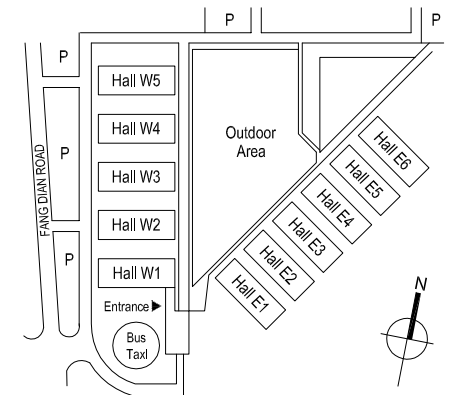 P
P
P
Hall W5
Hall W4
Outdoor
Area
Hall E6
P
Hall W3
Hall E5
FANG DIAN ROAD
Hall E4
Hall W2
Hall E3
P
Hall E2
Hall W1
Hall E1
Entrance
Bus
Taxl
N